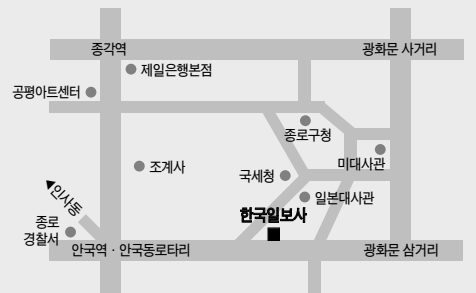 종각역
광화문 사거리
제일은행본점
공평아트센터
종로구청
미대사관
조계사
국세청
일본대사관
인사동
한국일보사
종로
경찰서
안국역 · 안국동로타리
광화문 삼거리